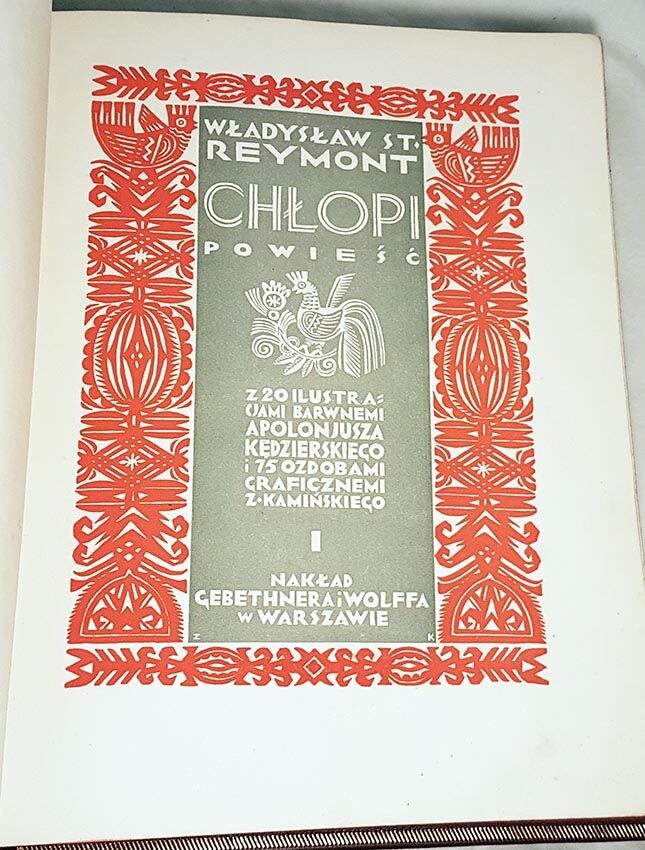 WŁADYSŁAW ST.
REYMONT
CHŁOPI
POWIEŚĆ
Z 20 ILUSTRA=
CJAMI BARWNEMI
APOLONJUSZA
KĘDZIERSKIEGO
i 75 OZDOBAMI
GRAFICZNEMI
Z·KAMIŃSKIEGO
I
NAKŁAD
GEBETHNERA i WOLFFA
w WARSZAWIE
Z K